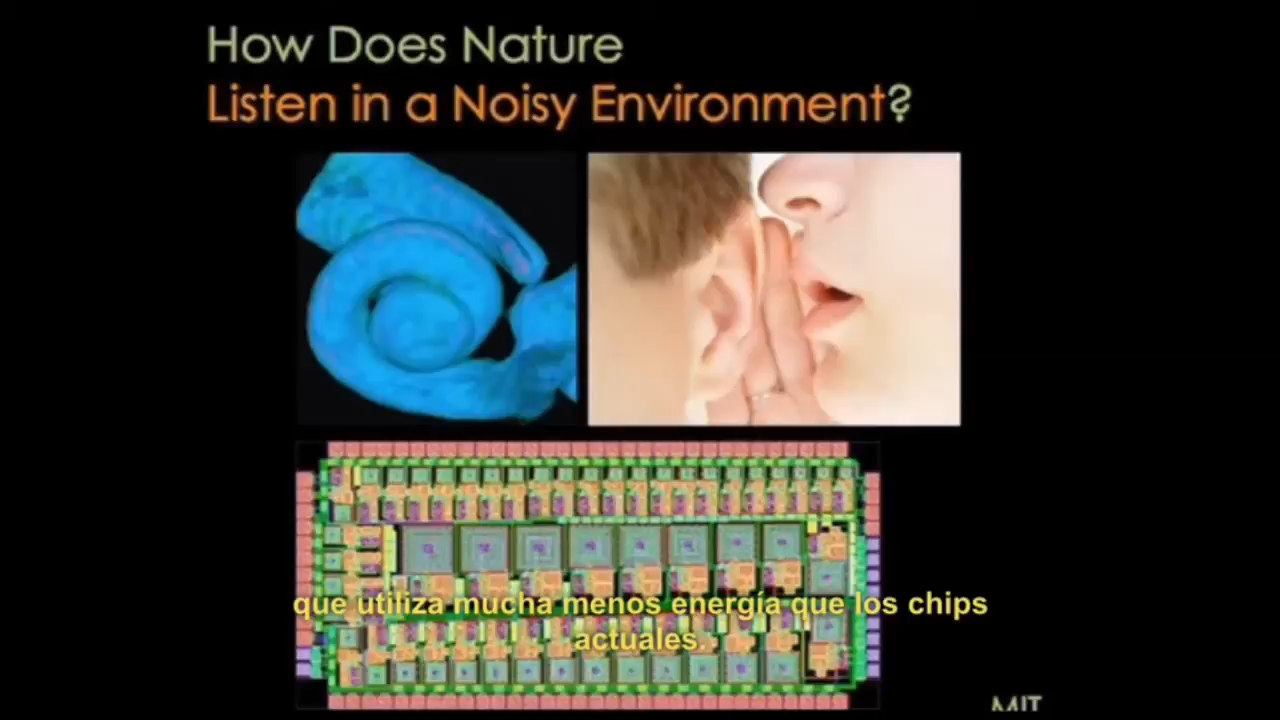 How Does Nature
Listen in a Noisy Environment?
que utiliza mucha menos energía que los chips
actuales.
MIT